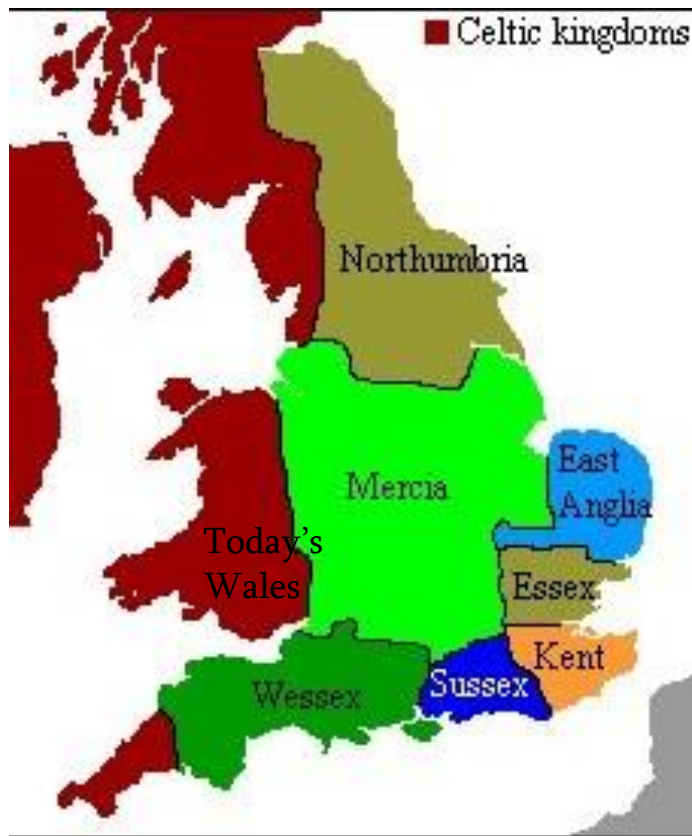 Celtic kingdoms
Northumbria
Mercia
East
Anglia
Today’s
Wales
Essex
Kent
Sussex
Wessex